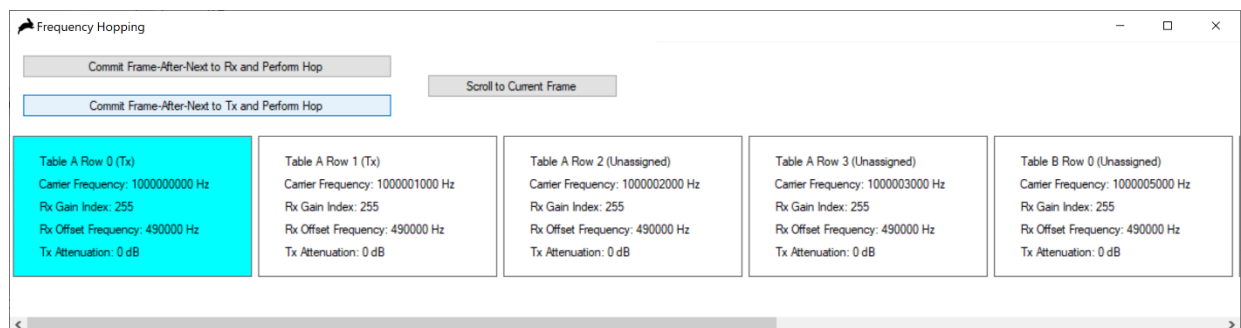 Frequency Hopping
Commit Frame-After-Next to Rx and Perform Hop
Scroll to Current Frame
Commit Frame-After-Next to Tx and Perform Hop
Table A Row 0 (Tx)
Carrier Frequency: 1000000000 Hz
Rx Gain Index: 255
Rx Offset Frequency: 490000 Hz
Tx Attenuation: 0 dB
Table A Row 1 (Tx)
Carrier Frequency: 1000001000 Hz
Rx Gain Index: 255
Rx Offset Frequency: 490000 Hz
Tx Attenuation: 0 dB
Table A Row 2 (Unassigned)
Carrier Frequency: 1000002000 Hz
Rx Gain Index: 255
Rx Offset Frequency: 490000 Hz
Tx Attenuation: 0 dB
Table A Row 3 (Unassigned)
Carrier Frequency: 1000003000 Hz
Rx Gain Index: 255
Rx Offset Frequency: 490000 Hz
Tx Attenuation: 0 dB
Table B Row 0 (Unassigned)
Carrier Frequency: 1000005000 Hz
Rx Gain Index: 255
Rx Offset Frequency: 490000 Hz
Tx Attenuation: 0 dB